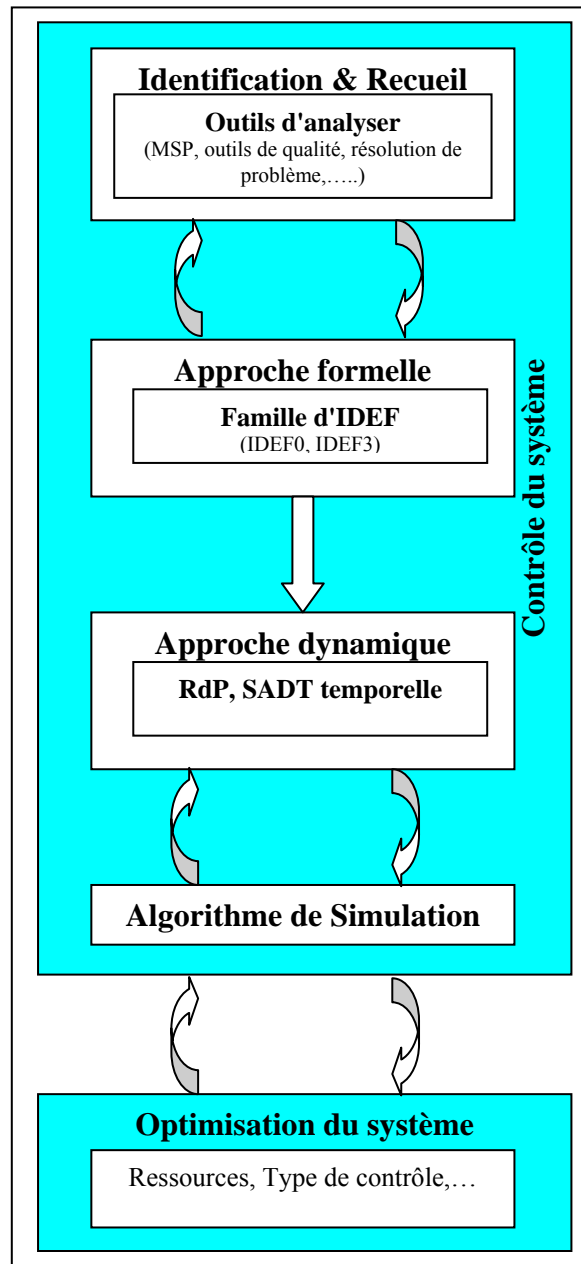 Identification & Recueil
Outils d'analyser
(MSP, outils de qualité, résolution de
problème,…..)
Approche formelle
Famille d'IDEF
(IDEF0, IDEF3)
Contrôle du système
Approche dynamique
RdP, SADT temporelle
Algorithme de Simulation
Optimisation du système
Ressources, Type de contrôle,…